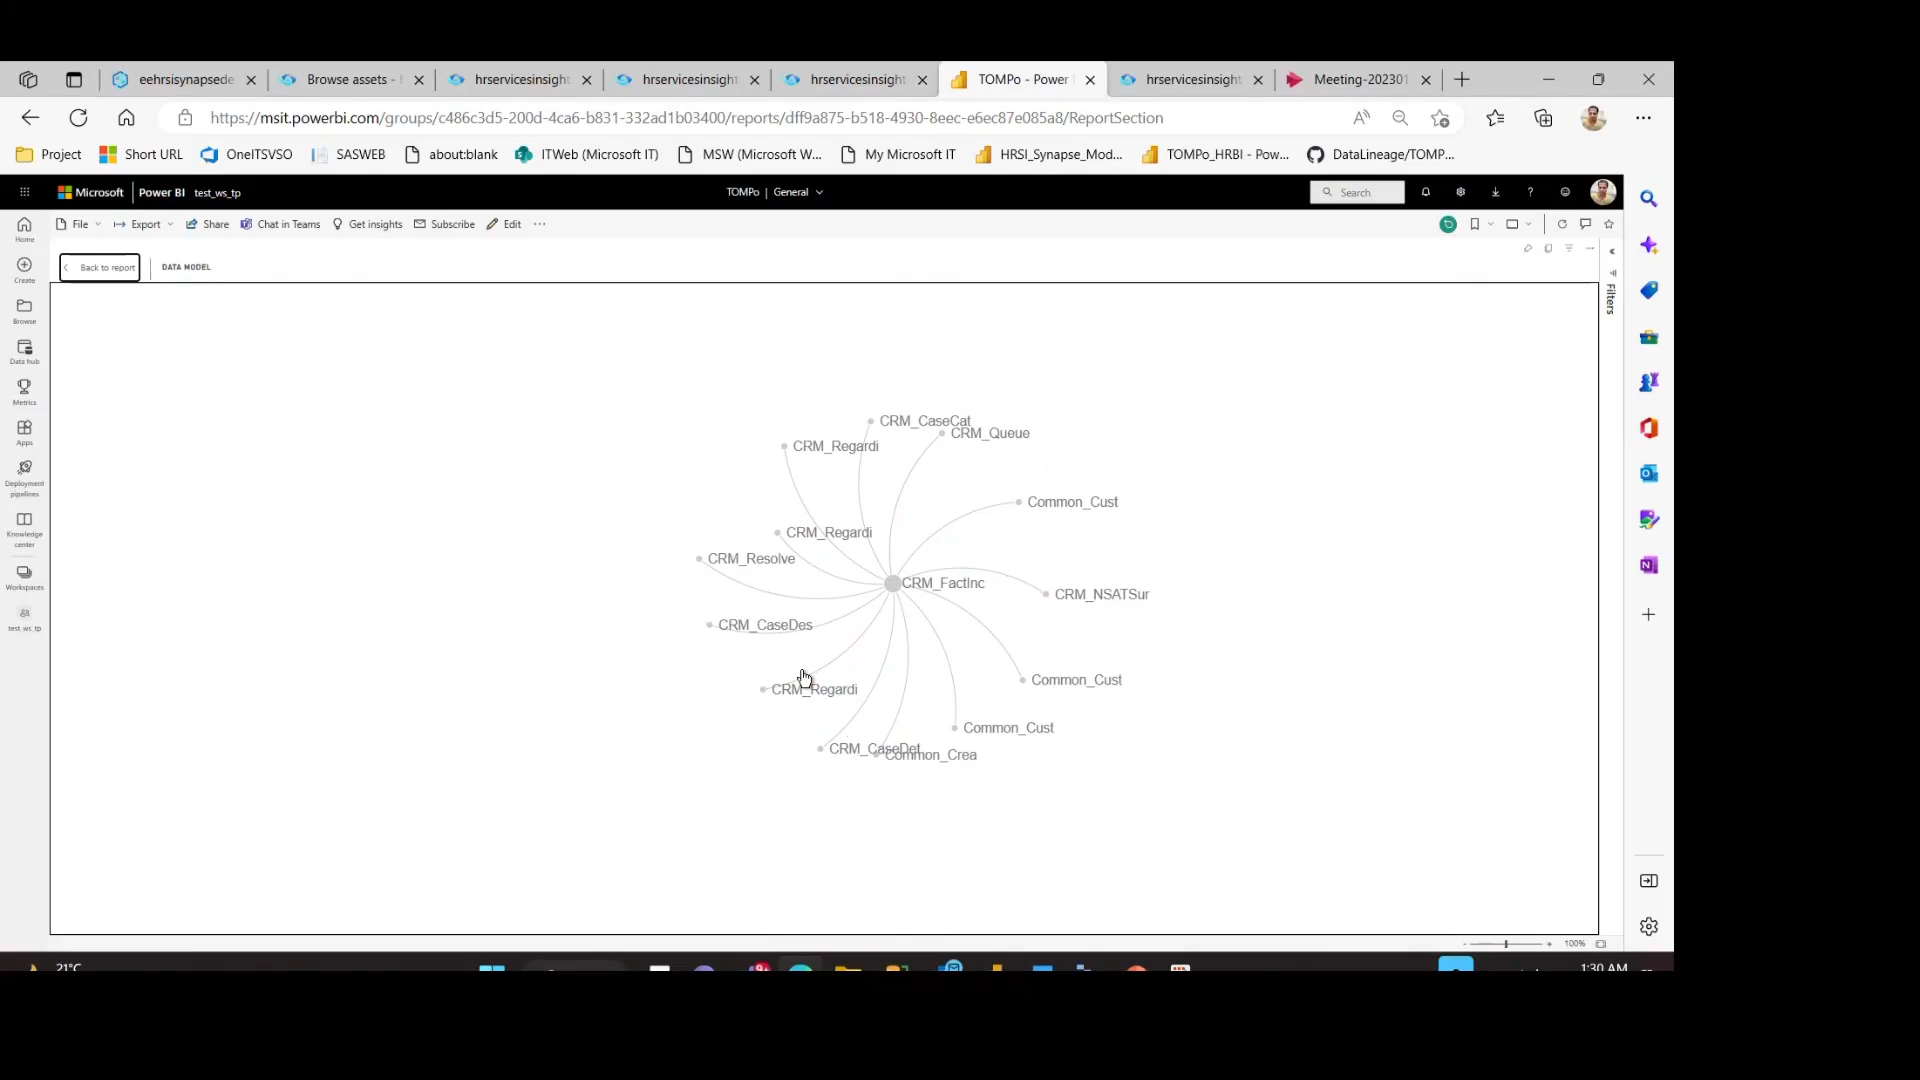 eehrsisynapsede
Browse assets -
hrservicesinsight
hrservicesinsight
hrservicesinsight
TOMPo - Power
hrservicesinsight
Meeting-202301
https://msit.powerbi.com/groups/c486c3d5-200d-4ca6-b831-332ad1b03400/reports/dff9a875-b518-4930-8eec-e6ec87e085a8/ReportSection
Project
Short URL
OneITSVSO
SASWEB
about:blank
ITWeb (Microsoft IT)
MSW (Microsoft W...
My Microsoft IT
HRSI_Synapse_Mod...
TOMPo_HRBI - Pow...
DataLineage/TOMP...
Microsoft
Power BI
test_ws_tp
TOMPo | General
Search
File
Export
Share
Chat in Teams
Get insights
Subscribe
Edit
Home
Create
Browse
Data hub
Metrics
Apps
Deployment
pipelines
Knowledge
center
Workspaces
test_ws_tp
Back to report
DATA MODEL
Filters
CRM_CaseCat
CRM_Queue
CRM_Regardi
Common_Cust
CRM_Regardi
CRM_Resolve
CRM_FactInc
CRM_NSATSur
CRM_CaseDes
Common_Cust
CRM_Regardi
Common_Cust
CRM_CaseDet
Common_Crea
100%
21°C
1:30 AM